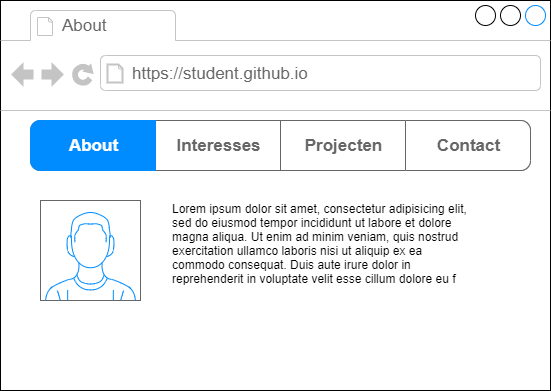 About
https://student.github.io
About Interesses Projecten Contact
Lorem ipsum dolor sit amet, consectetur adipisicing elit,
sed do eiusmod tempor incididunt ut labore et dolore
magna aliqua. Ut enim ad minim veniam, quis nostrud
exercitation ullamco laboris nisi ut aliquip ex ea
commodo consequat. Duis aute irure dolor in
reprehenderit in voluptate velit esse cillum dolore eu f